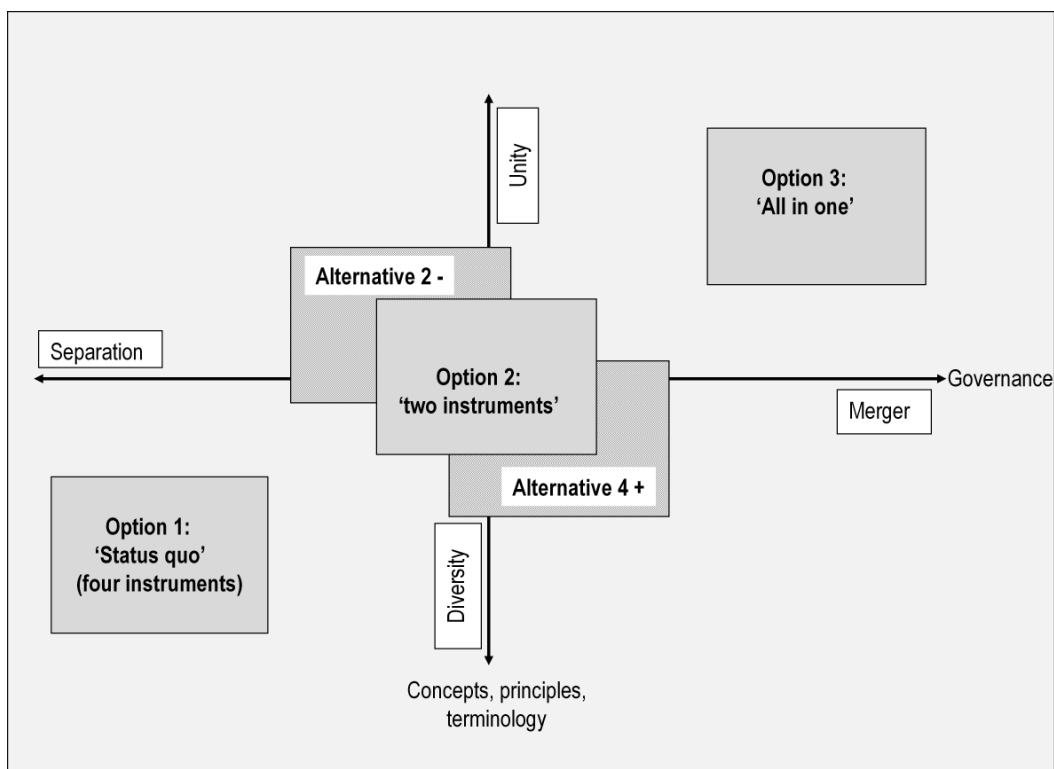 Unity
Option 3:
‘All in one’
Alternative 2 -
Separation
Option 2:
‘two instruments’
Governance
Merger
Alternative 4 +
Option 1:
‘Status quo’
(four instruments)
Diversity
Concepts, principles,
terminology